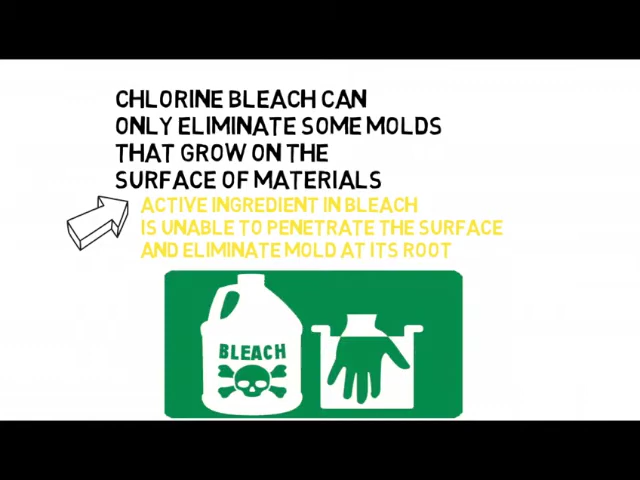 CHLORINE BLEACH CAN
ONLY ELIMINATE SOME MOLDS
THAT GROW ON THE
SURFACE OF MATERIALS
ACTIVE INGREDIENT IN BLEACH
IS UNABLE TO PENETRATE THE SURFACE
AND ELIMINATE MOLD AT ITS ROOT
BLEACH